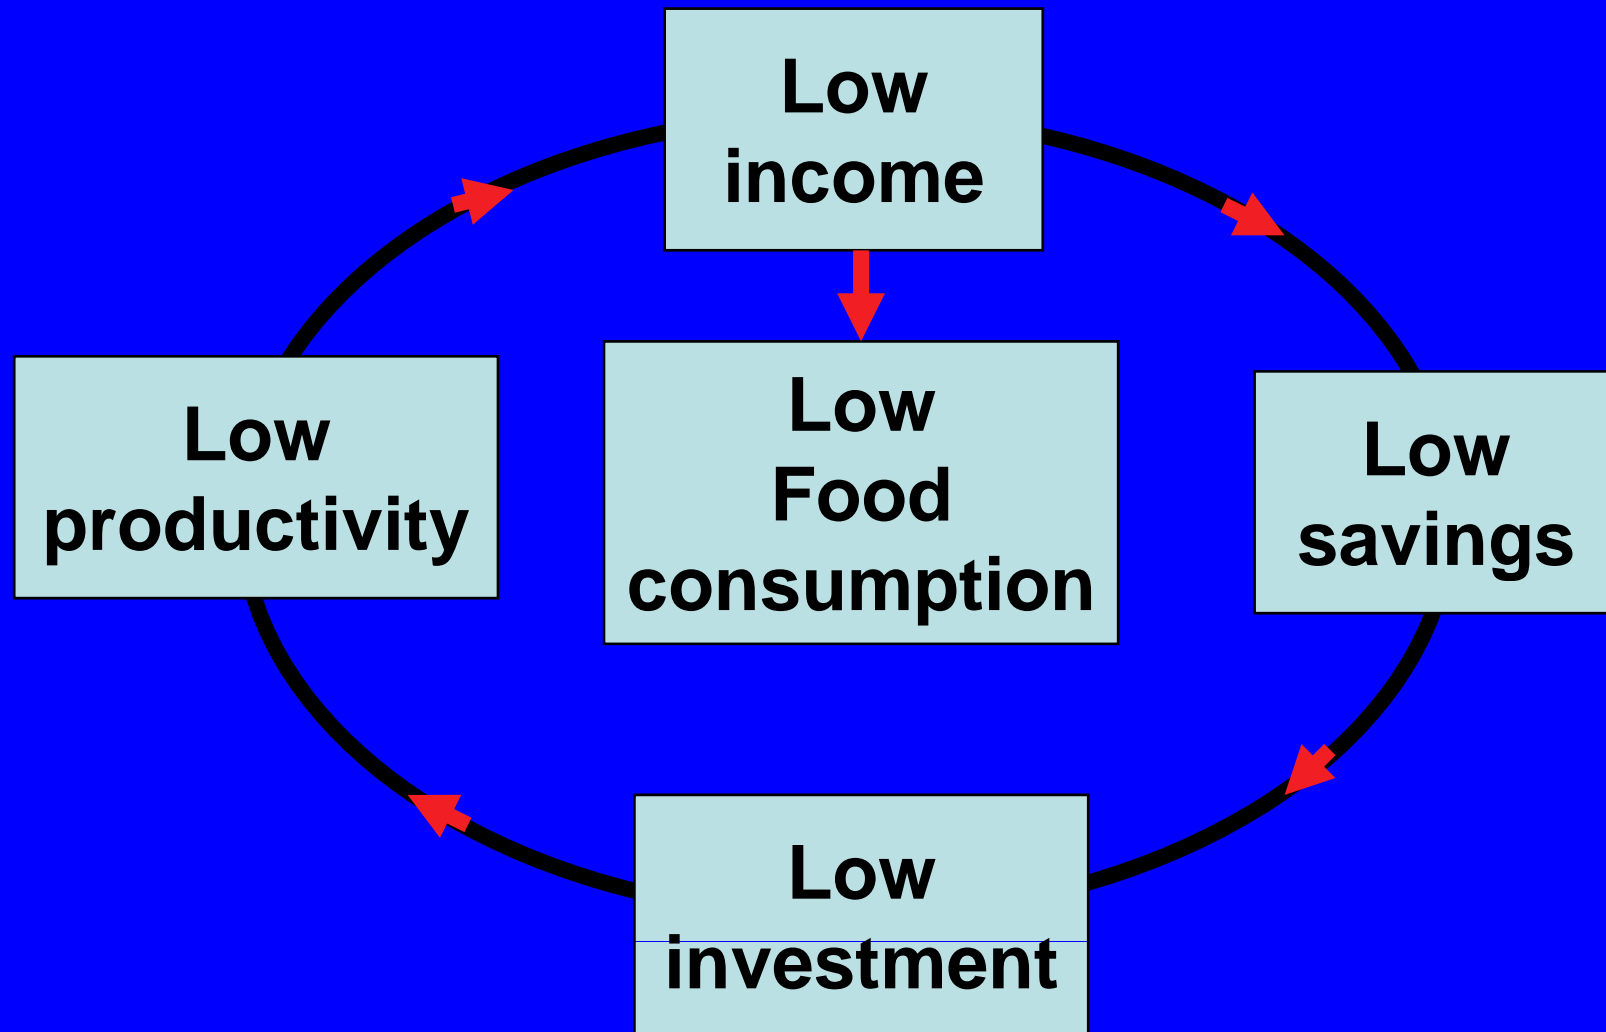 Low
income
Low
productivity
Low
Food
consumption
Low
savings
Low
investment